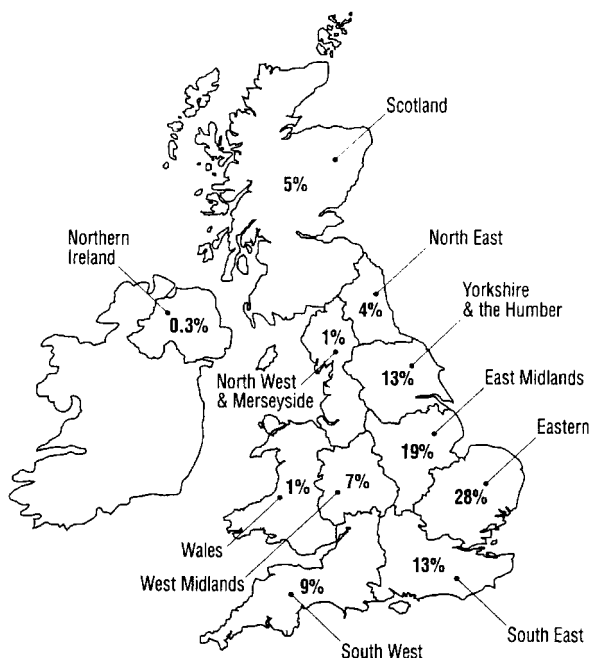 Scotland
5%
Northern
Ireland
0.3%
North East
4%
Yorkshire
& the Humber
13%
1%
North West
& Merseyside
East Midlands
19%
Eastern
28%
1%
Wales
7%
West Midlands
9%
South West
13%
South East